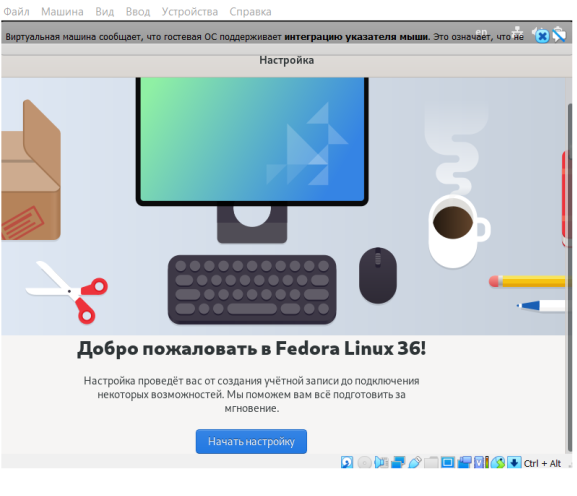 Файл Машина Вид Ввод Устройства Справка
Виртуальная машина сообщает, что гостевая ОС поддерживает интеграцию указателя мыши. Это означает, что не
en
Настройка
Добро пожаловать в Fedora Linux 36!
Настройка проведёт вас от создания учётной записи до подключения
некоторых возможностей. Мы поможем вам всё подготовить за
мгновение.
Начать настройку
Ctrl + Alt